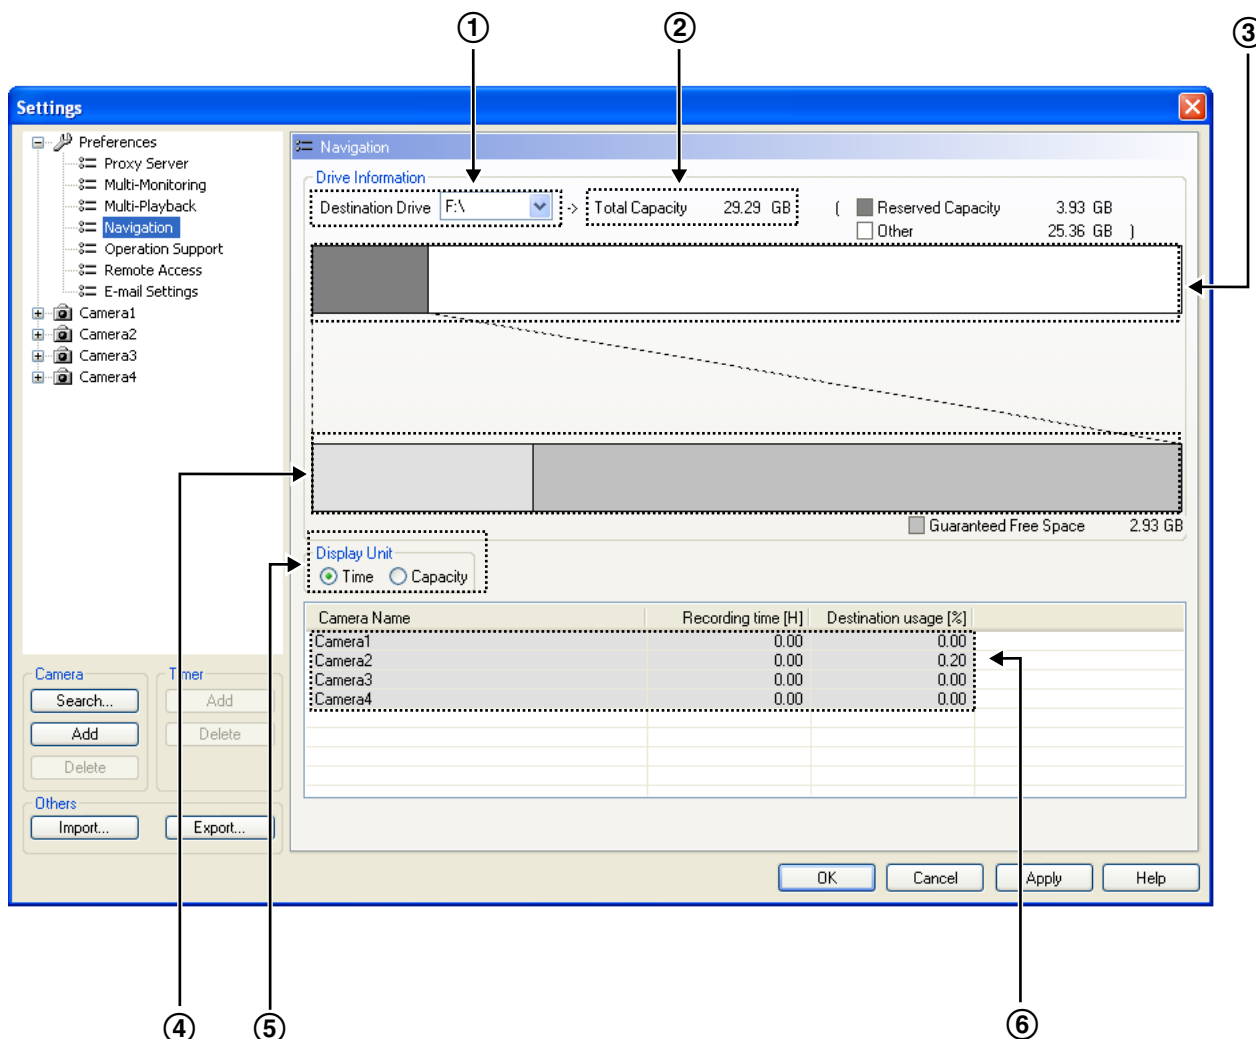 ① ② ③
Settings
Preferences
Proxy Server
Multi-Monitoring
Multi-Playback
Navigation
Operation Support
Remote Access
E-mail Settings
Camera1
Camera2
Camera3
Camera4
Camera
Search...
Add
Delete
Timer
Add
Delete
Others
Import... Export...
Navigation
Drive Information
Destination Drive F:\ -> Total Capacity 29.29 GB ( Reserved Capacity 3.93 GB
Other 25.36 GB )
Guaranteed Free Space 2.93 GB
Display Unit
Time Capacity
Camera Name Recording time [H] Destination usage [%]
Camera1 0.00 0.00
Camera2 0.00 0.20
Camera3 0.00 0.00
Camera4 0.00 0.00
OK Cancel Apply Help
④ ⑤ ⑥